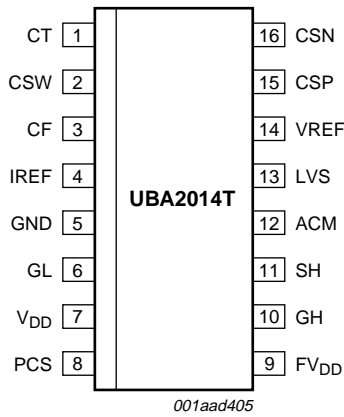 CT 1 16 CSN
CSW 2 15 CSP
CF 3 14 VREF
IREF 4 13 LVS
UBA2014T
GND 5 12 ACM
GL 6 11 SH
VDD 7 10 GH
PCS 8 9 FVDD
001aad405